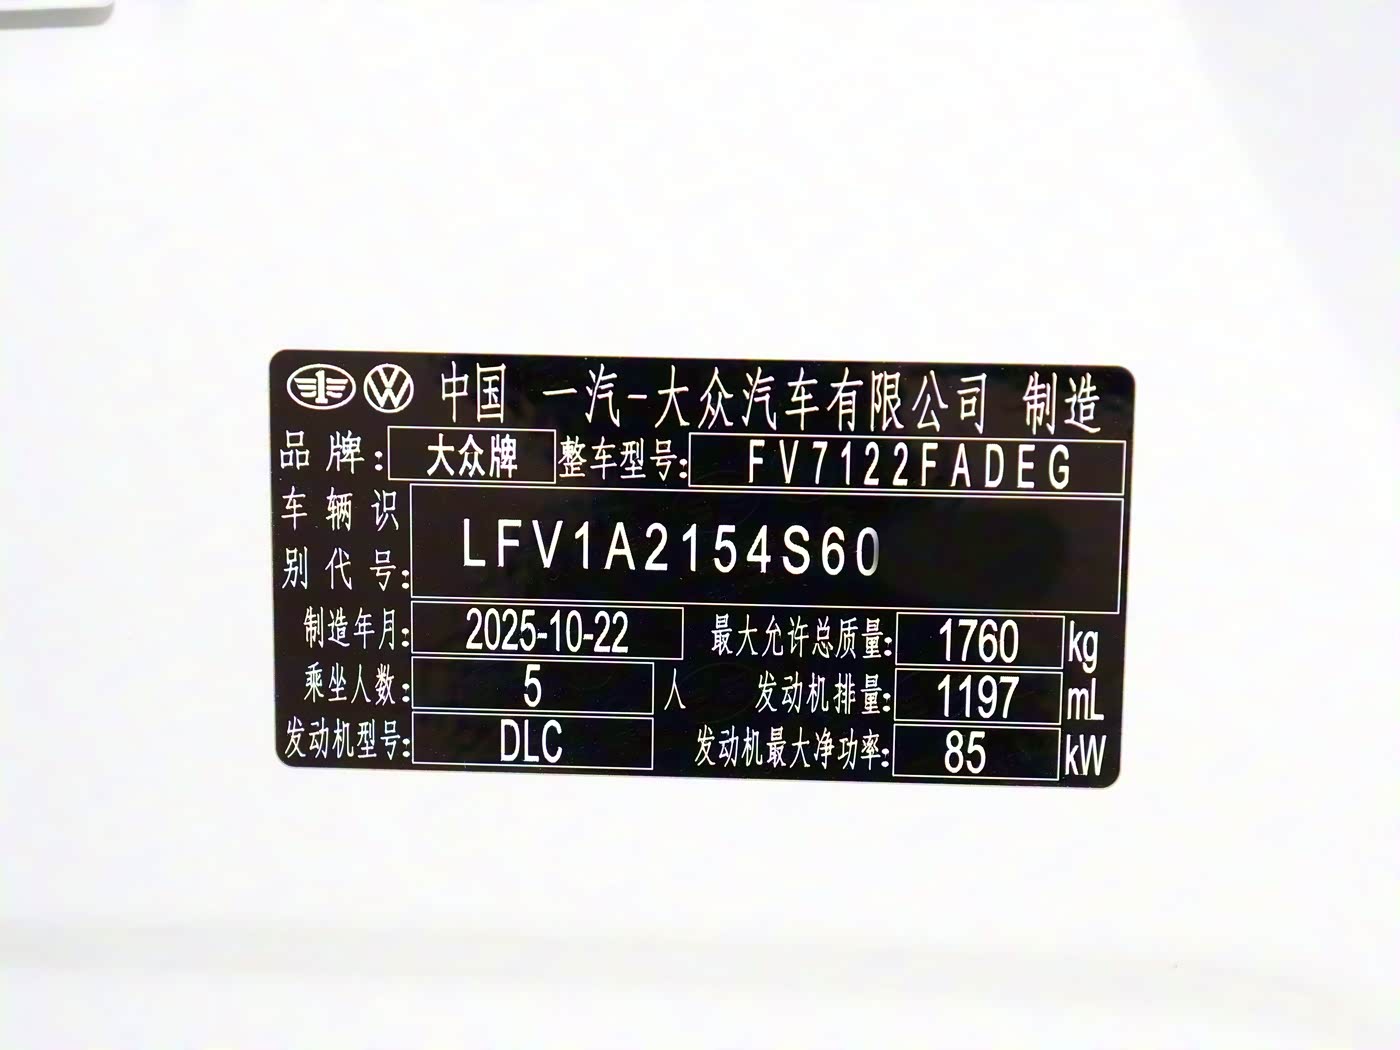 中国 一汽-大众汽车有限公司 制造
品牌: 大众牌 整车型号: FV7122FADEG
车辆识
别代号: LFV1A2154S60
制造年月: 2025-10-22 最大允许总质量: 1760 kg
乘坐人数: 5 人 发动机排量: 1197 mL
发动机型号: DLC 发动机最大净功率: 85 kW